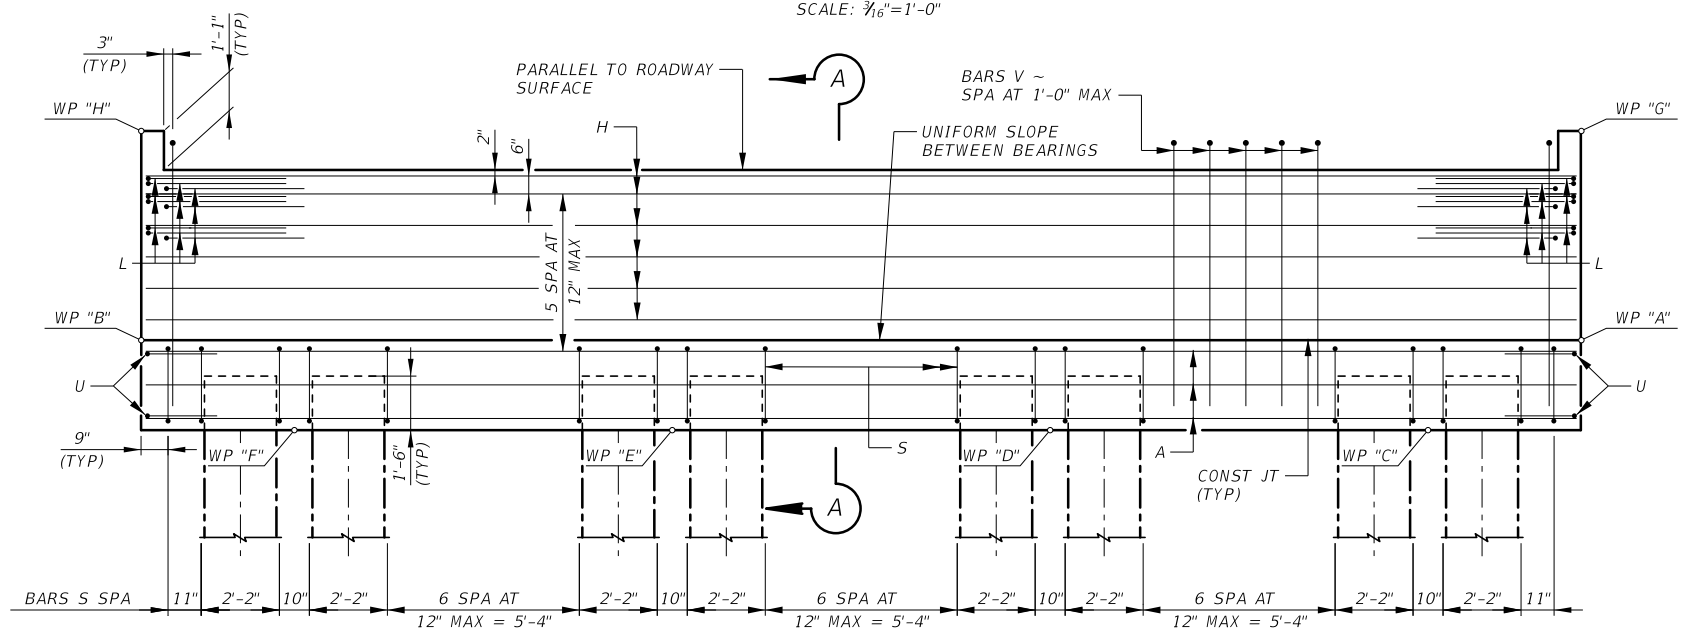 SCALE: 3/16"=1'-0"
3"
(TYP)
1'-1"
(TYP)
PARALLEL TO ROADWAY
SURFACE
A
BARS V ~
SPA AT 1'-0" MAX
WP "H"
WP "G"
H
2"
6"
UNIFORM SLOPE
BETWEEN BEARINGS
L
L
5 SPA AT
12" MAX
WP "B"
WP "A"
U
U
9"
(TYP)
WP "F"
1'-6"
(TYP)
WP "E"
S
WP "D"
A
WP "C"
CONST JT
(TYP)
A
BARS S SPA
11"
2'-2"
10"
2'-2"
6 SPA AT
12" MAX = 5'-4"
2'-2"
10"
2'-2"
6 SPA AT
12" MAX = 5'-4"
2'-2"
10"
2'-2"
6 SPA AT
12" MAX = 5'-4"
2'-2"
10"
2'-2"
11"